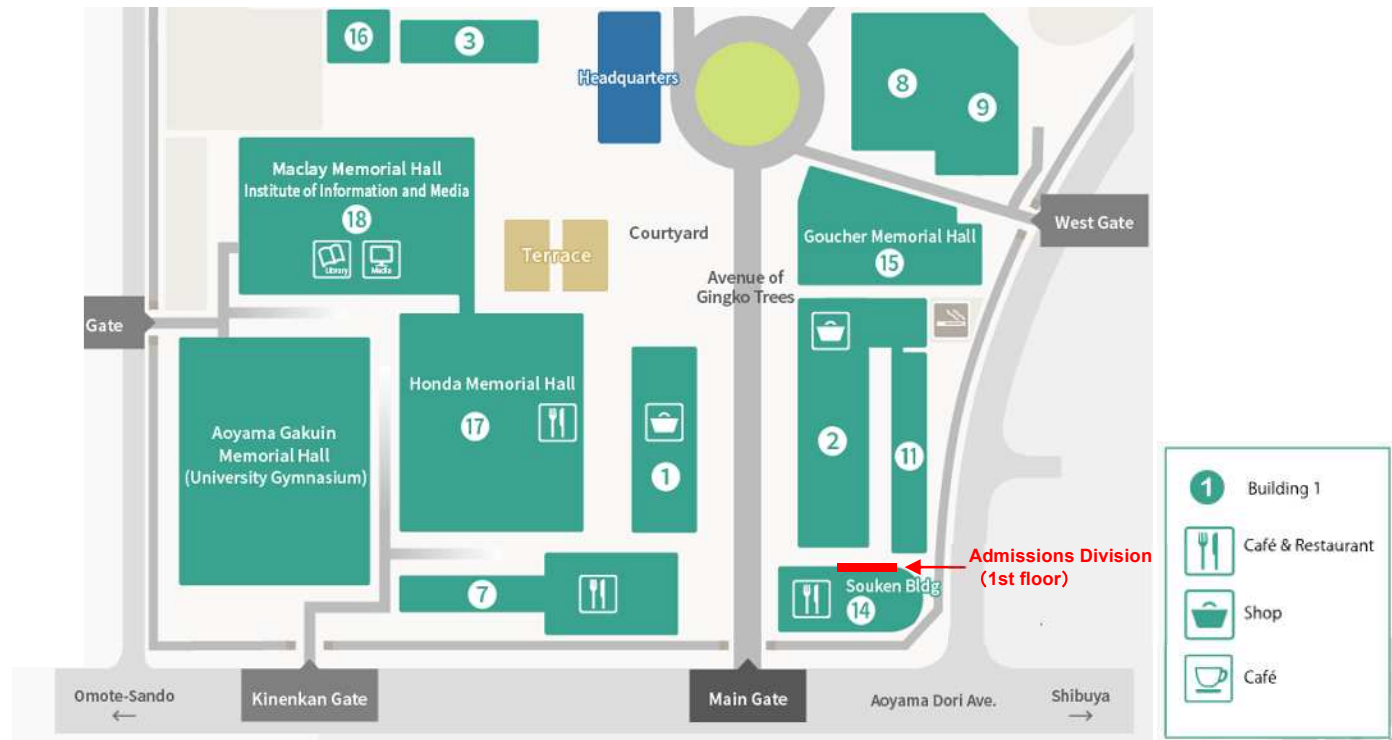 16
3
Headquarters
8
9
Maclay Memorial Hall
Institute of Information and Media
18
Library
Media
Terrace
Courtyard
Goucher Memorial Hall
15
West Gate
Avenue of
Gingko Trees
Gate
Honda Memorial Hall
17
1
2
11
Aoyama Gakuin
Memorial Hall
(University Gymnasium)
Admissions Division
(1st floor)
7
Souken Bldg
14
Omote-Sando
←
Kinenkan Gate
Main Gate
Aoyama Dori Ave.
Shibuya
→
1 Building 1
Café & Restaurant
Shop
Café